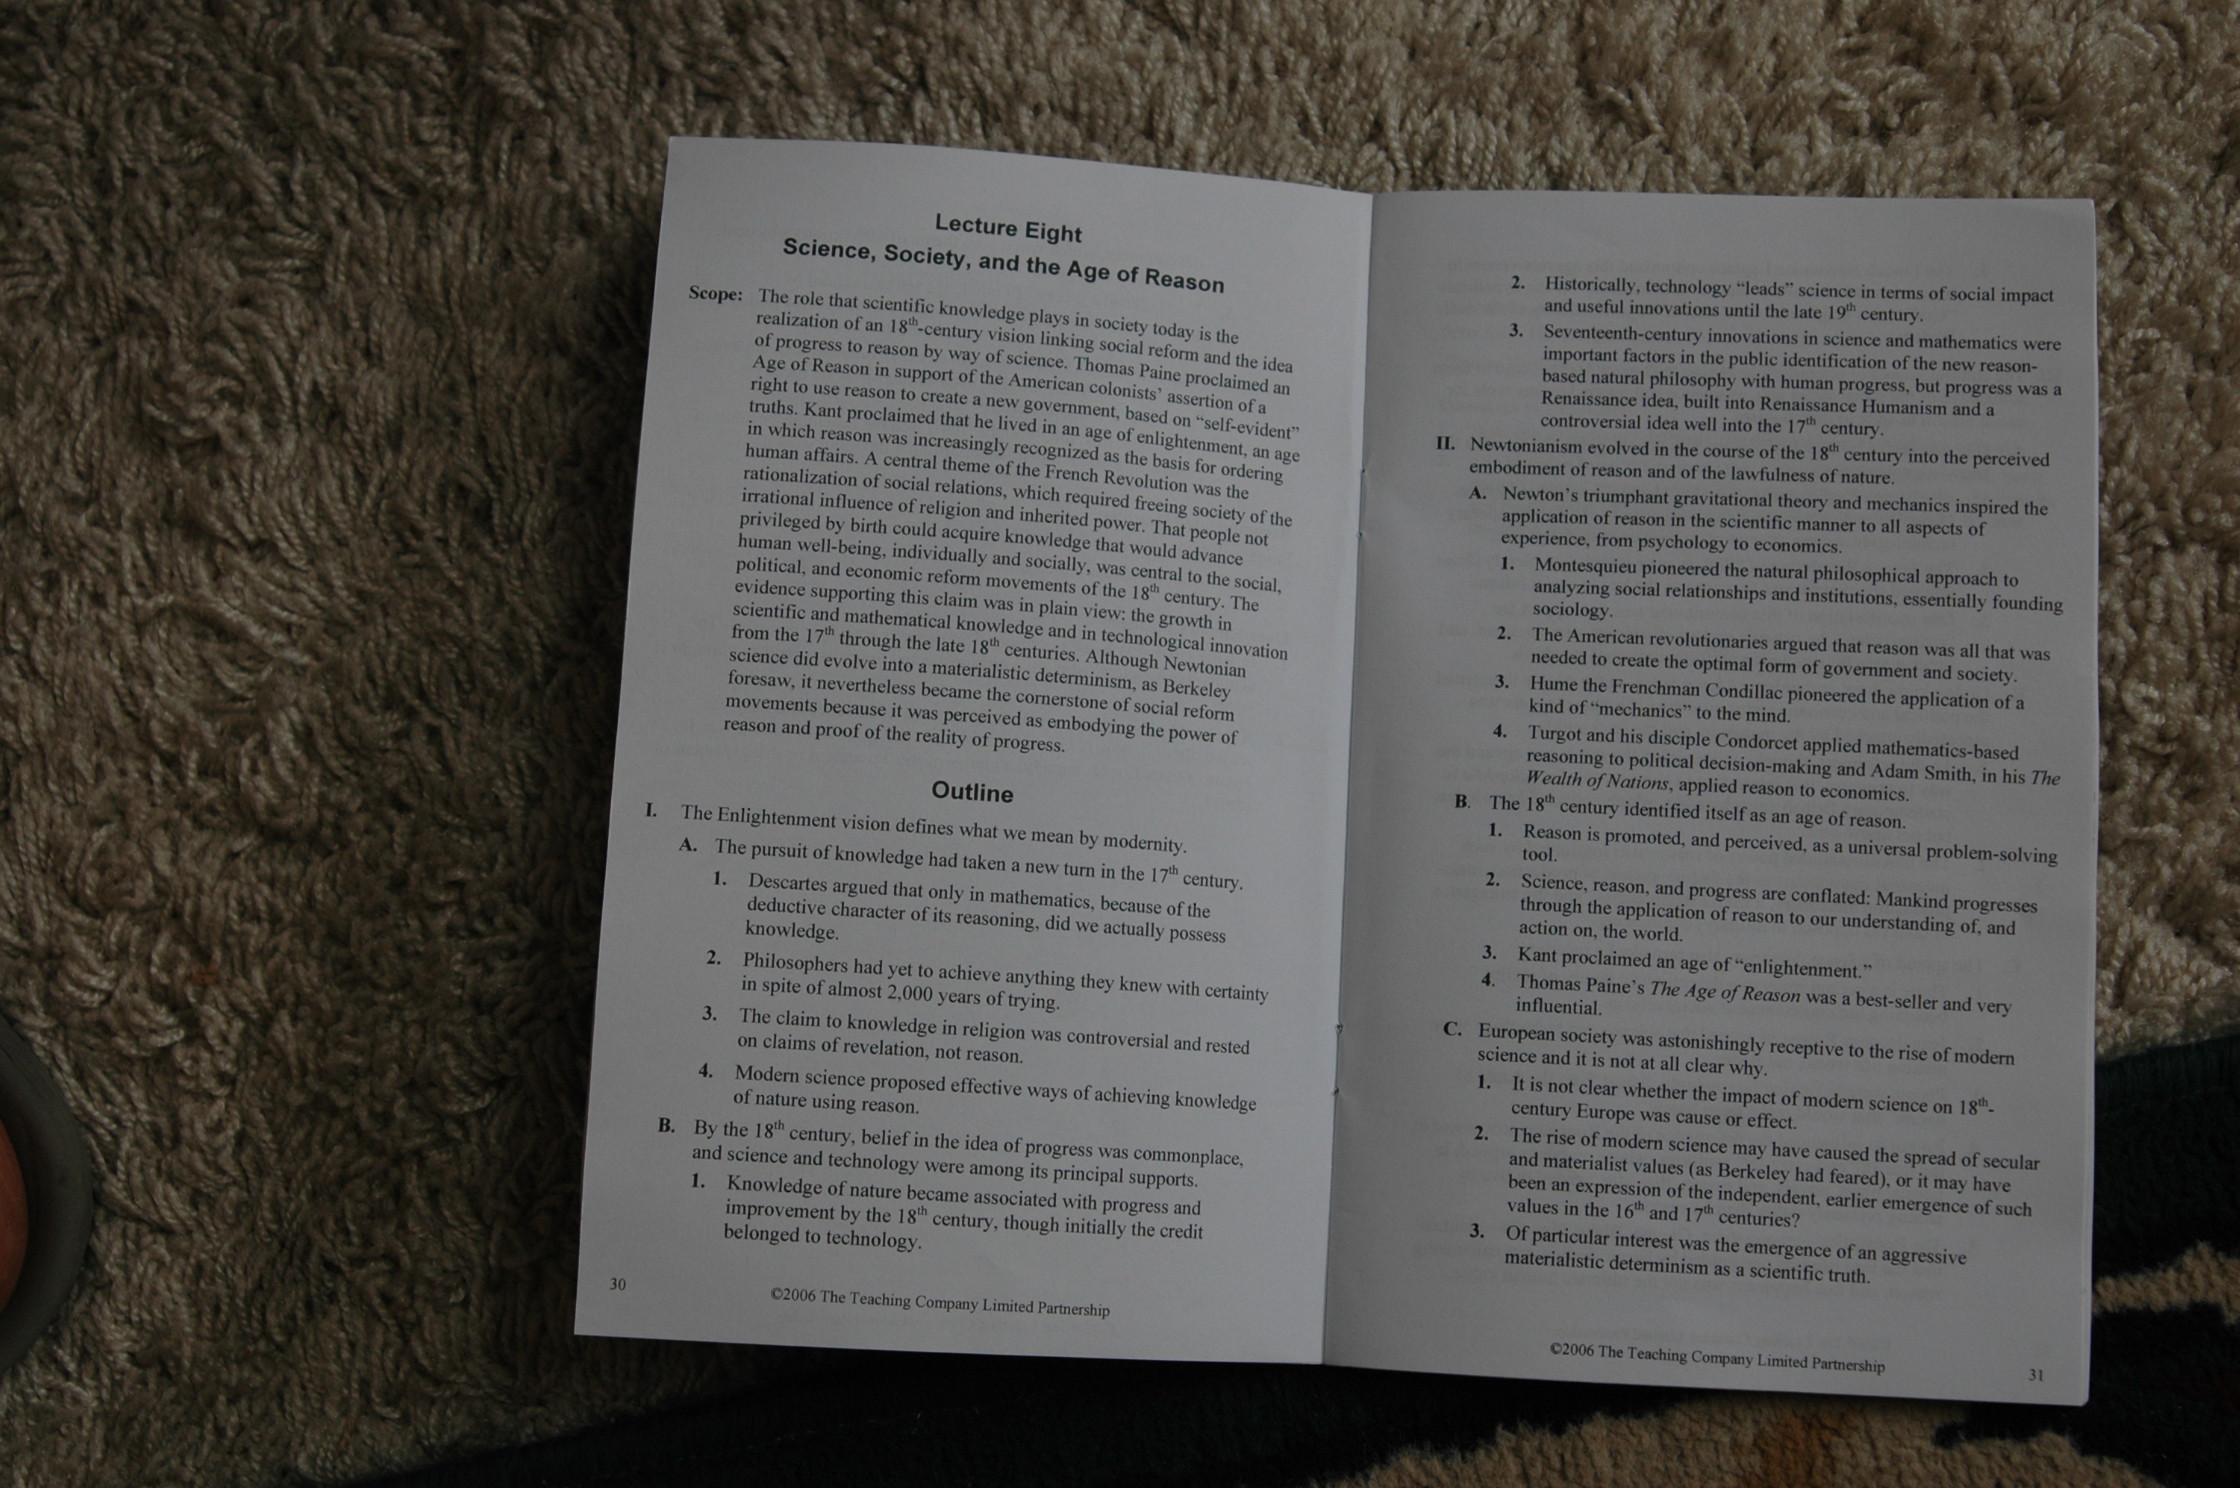 Lecture Eight
Science, Society, and the Age of Reason
Scope: The role that scientific knowledge plays in society today is the
realization of an 18th-century vision linking social reform and the idea
of progress to reason by way of science. Thomas Paine proclaimed an
Age of Reason in support of the American colonists' assertion of a
right to use reason to create a new government, based on "self-evident"
truths. Kant proclaimed that he lived in an age of enlightenment, an age
in which reason was increasingly recognized as the basis for ordering
human affairs. A central theme of the French Revolution was the
rationalization of social relations, which required freeing society of the
irrational influence of religion and inherited power. That people not
privileged by birth could acquire knowledge that would advance
human well-being, individually and socially, was central to the social,
political, and economic reform movements of the 18th century. The
evidence supporting this claim was in plain view: the growth in
scientific and mathematical knowledge and in technological innovation
from the 17th through the late 18th centuries. Although Newtonian
science did evolve into a materialistic determinism, as Berkeley
foresaw, it nevertheless became the cornerstone of social reform
movements because it was perceived as embodying the power of
reason and proof of the reality of progress.
Outline
I. The Enlightenment vision defines what we mean by modernity.
A. The pursuit of knowledge had taken a new turn in the 17th century.
1. Descartes argued that only in mathematics, because of the
deductive character of its reasoning, did we actually possess
knowledge.
2. Philosophers had yet to achieve anything they knew with certainty
in spite of almost 2,000 years of trying.
3. The claim to knowledge in religion was controversial and rested
on claims of revelation, not reason.
4. Modern science proposed effective ways of achieving knowledge
of nature using reason.
B. By the 18th century, belief in the idea of progress was commonplace,
and science and technology were among its principal supports.
1. Knowledge of nature became associated with progress and
improvement by the 18th century, though initially the credit
belonged to technology.
30
©2006 The Teaching Company Limited Partnership
2. Historically, technology "leads" science in terms of social impact
and useful innovations until the late 19th century.
3. Seventeenth-century innovations in science and mathematics were
important factors in the public identification of the new reason-
based natural philosophy with human progress, but progress was a
Renaissance idea, built into Renaissance Humanism and a
controversial idea well into the 17th century.
II. Newtonianism evolved in the course of the 18th century into the perceived
embodiment of reason and of the lawfulness of nature.
A. Newton's triumphant gravitational theory and mechanics inspired the
application of reason in the scientific manner to all aspects of
experience, from psychology to economics.
1. Montesquieu pioneered the natural philosophical approach to
analyzing social relationships and institutions, essentially founding
sociology.
2. The American revolutionaries argued that reason was all that was
needed to create the optimal form of government and society.
3. Hume the Frenchman Condillac pioneered the application of a
kind of "mechanics" to the mind.
4. Turgot and his disciple Condorcet applied mathematics-based
reasoning to political decision-making and Adam Smith, in his The
Wealth of Nations, applied reason to economics.
B. The 18th century identified itself as an age of reason.
1. Reason is promoted, and perceived, as a universal problem-solving
tool.
2. Science, reason, and progress are conflated: Mankind progresses
through the application of reason to our understanding of, and
action on, the world.
3. Kant proclaimed an age of "enlightenment."
4. Thomas Paine's The Age of Reason was a best-seller and very
influential.
C. European society was astonishingly receptive to the rise of modern
science and it is not at all clear why.
1. It is not clear whether the impact of modern science on 18th-
century Europe was cause or effect.
2. The rise of modern science may have caused the spread of secular
and materialist values (as Berkeley had feared), or it may have
been an expression of the independent, earlier emergence of such
values in the 16th and 17th centuries?
3. Of particular interest was the emergence of an aggressive
materialistic determinism as a scientific truth.
©2006 The Teaching Company Limited Partnership
31